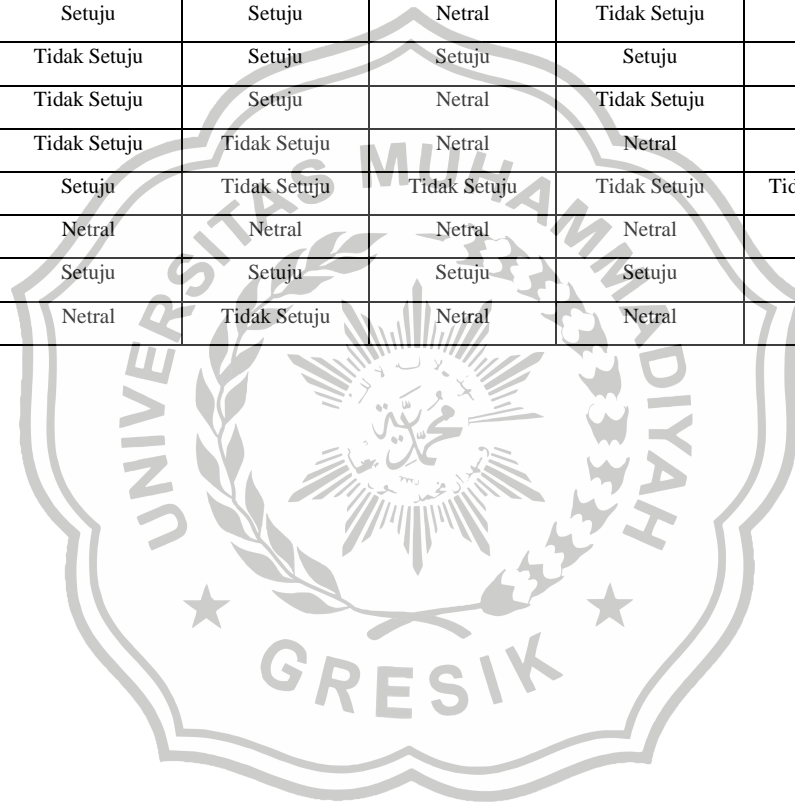 Setuju Setuju Netral Tidak Setuju
Tidak Setuju Setuju Setuju Setuju
Tidak Setuju Setuju Netral Tidak Setuju
Tidak Setuju Tidak Setuju Netral Netral
Setuju Tidak Setuju Tidak Setuju Tidak Setuju
Netral Netral Netral Netral
Setuju Setuju Setuju Setuju
Netral Tidak Setuju Netral Netral
UNIVERSITAS MUHAMMADIYAH
GRESIK